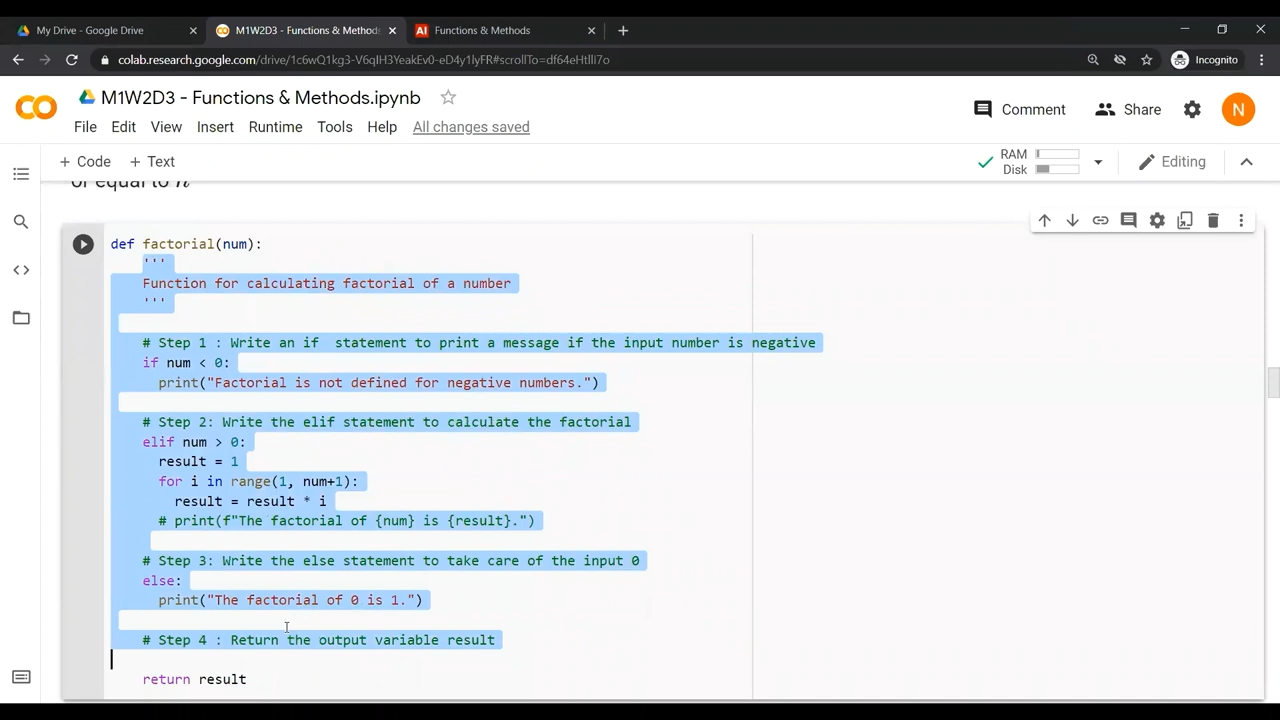 My Drive - Google Drive
M1W2D3 - Functions & Methods
AI Functions & Methods
colab.research.google.com/drive/1c6wQ1kg3-V6qIH3YeakEv0-eD4y1lyFR#scrollTo=df64eHtlli7o
Incognito
CO M1W2D3 - Functions & Methods.ipynb
Comment Share N
File Edit View Insert Runtime Tools Help All changes saved
+ Code + Text
RAM
Disk
Editing
or equal to n
def factorial(num):
'''
Function for calculating factorial of a number
'''
# Step 1 : Write an if  statement to print a message if the input number is negative
if num < 0:
print("Factorial is not defined for negative numbers.")
# Step 2: Write the elif statement to calculate the factorial
elif num > 0:
result = 1
for i in range(1, num+1):
result = result * i
# print(f"The factorial of {num} is {result}.")
# Step 3: Write the else statement to take care of the input 0
else:
print("The factorial of 0 is 1.")
# Step 4 : Return the output variable result
return result